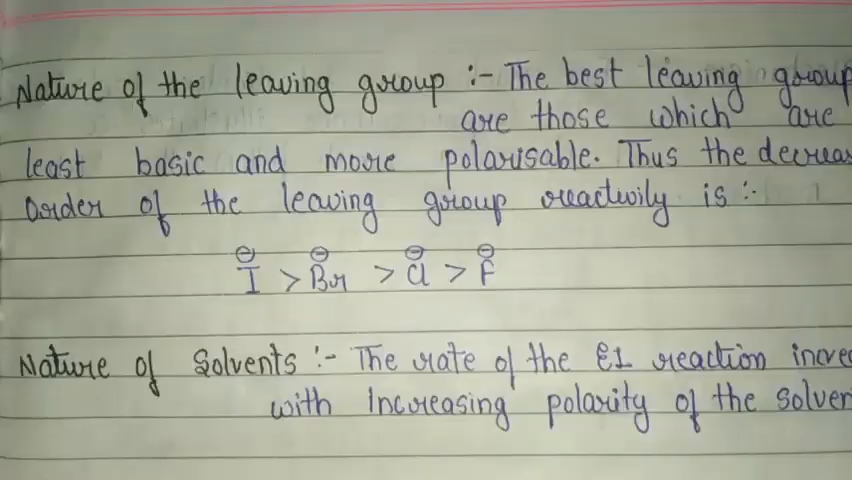 Nature of the leaving group :- The best leaving group
are those which are
least basic and more polarisable. Thus the decreas
order of the leaving group reactivily is :-
I⊖ > Br⊖ > Cl⊖ > F⊖
Nature of Solvents :- The rate of the E1 reaction increa
with increasing polarity of the solven